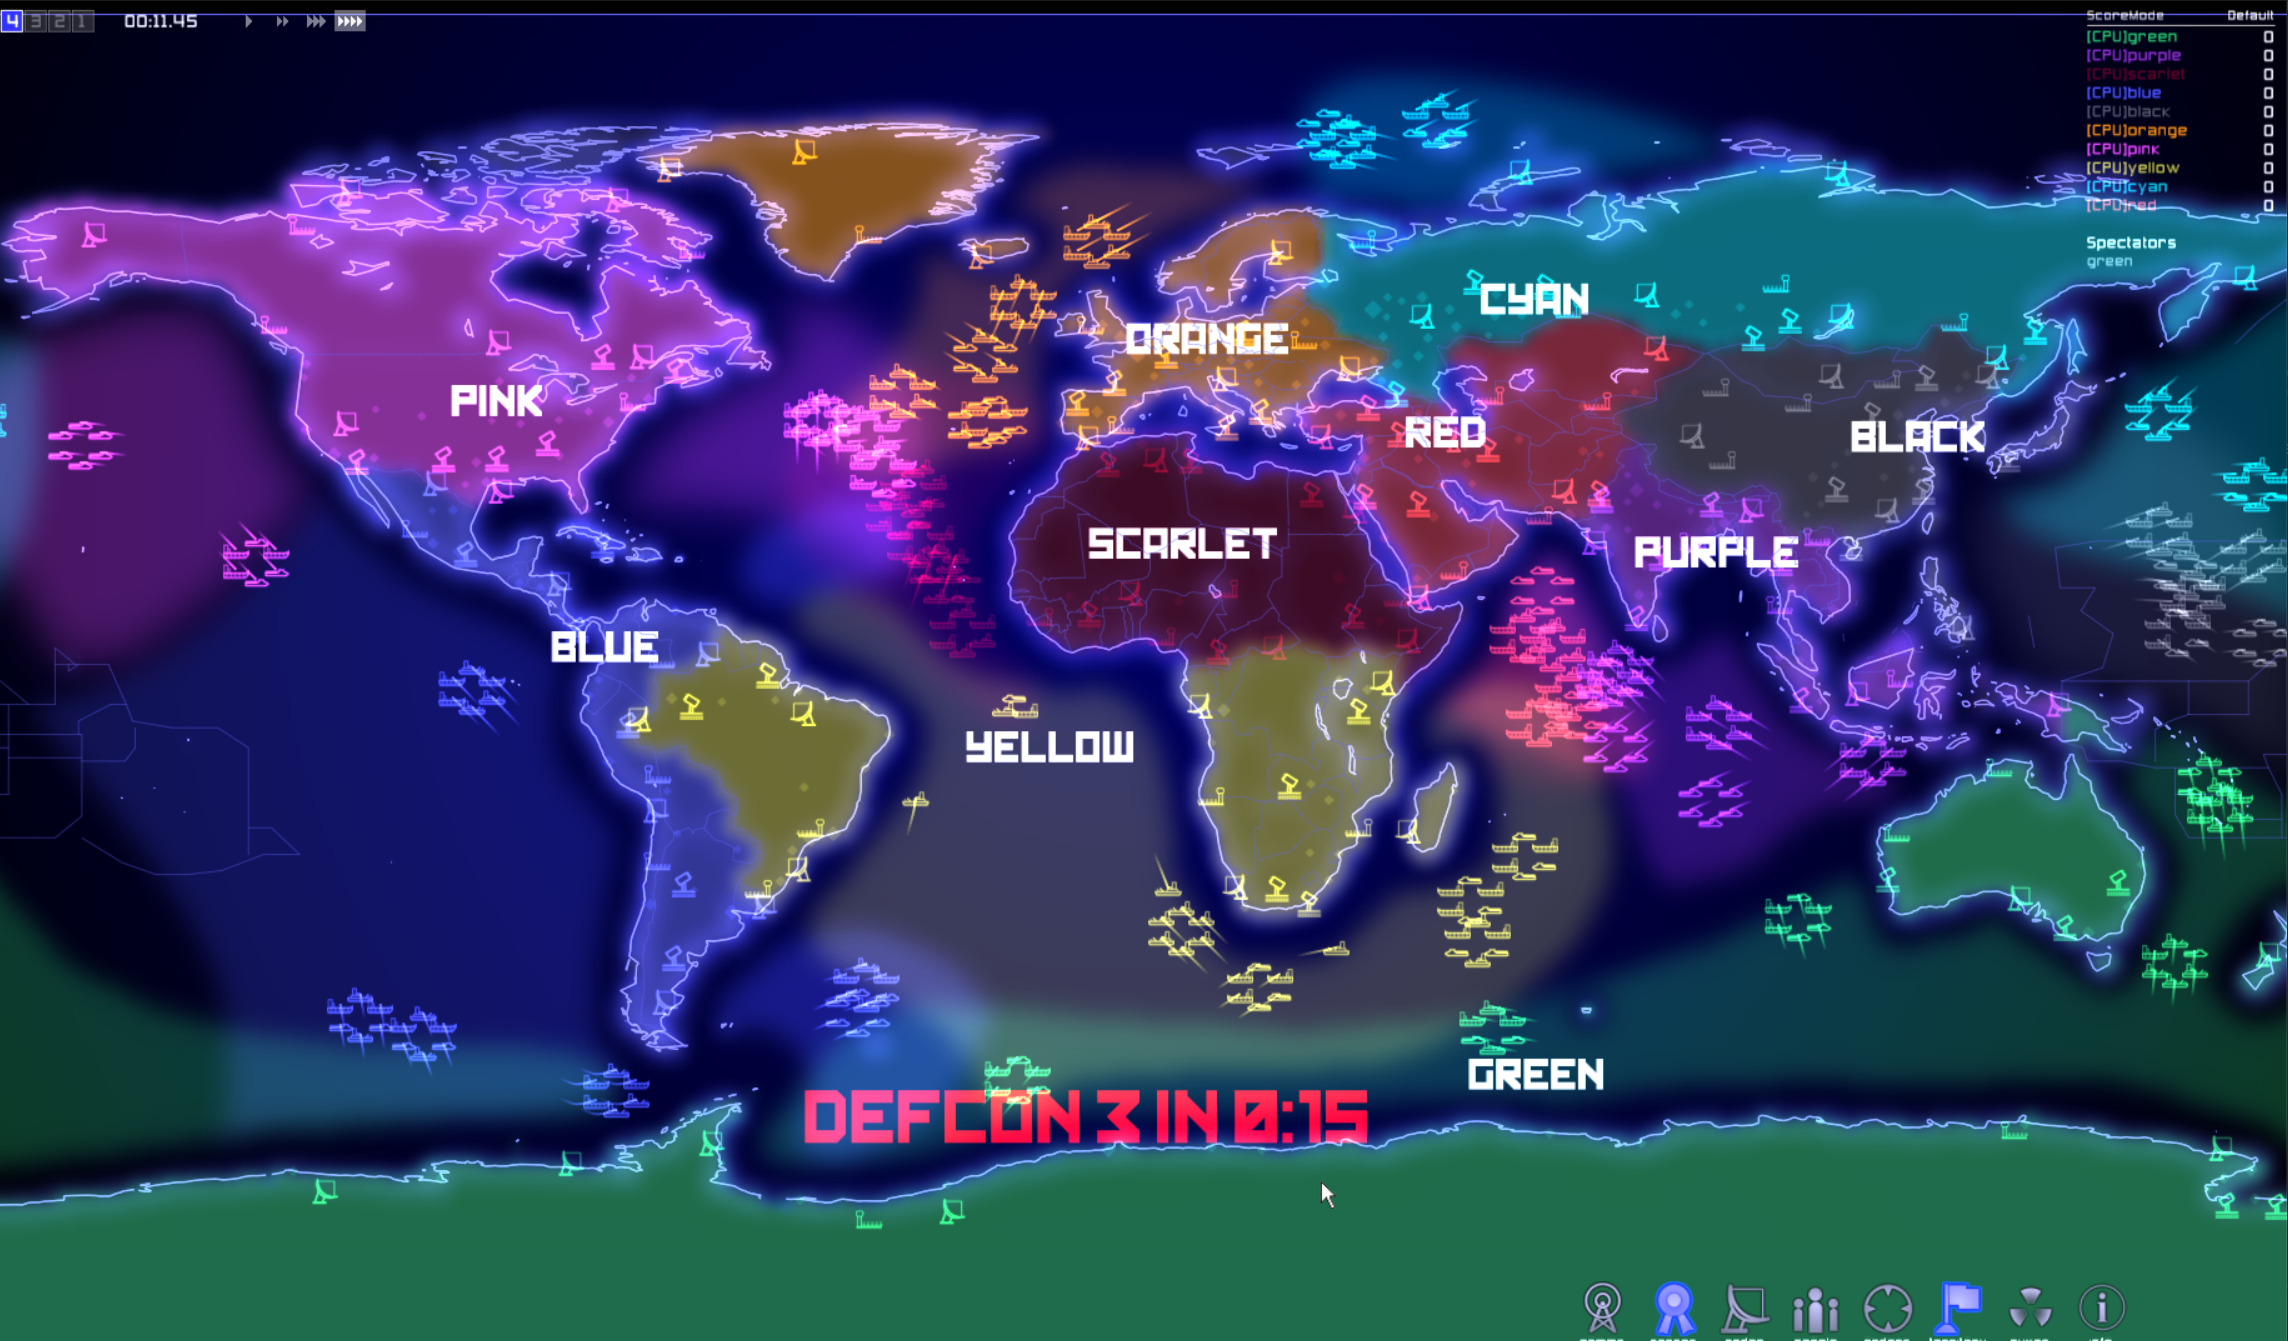 4 3 2 1 00:11.45
ScoreMode Default
[CPU]green 0
[CPU]purple 0
[CPU]scarlet 0
[CPU]blue 0
[CPU]black 0
[CPU]orange 0
[CPU]pink 0
[CPU]yellow 0
[CPU]cyan 0
[CPU]red 0
Spectators
green
CYAN
ORANGE
PINK
RED
BLACK
SCARLET
PURPLE
BLUE
YELLOW
GREEN
DEFCON 3 IN 0:15